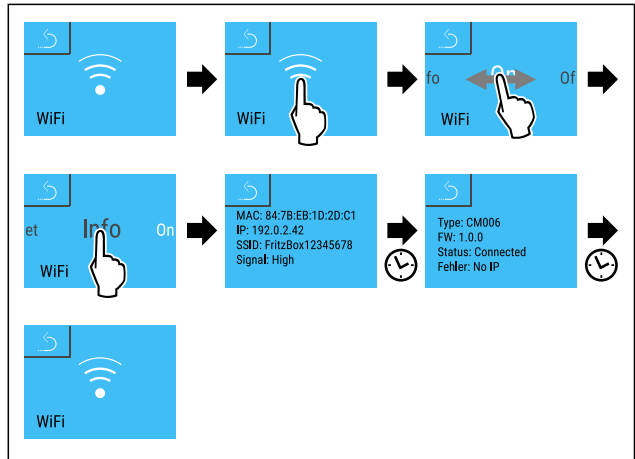 WiFi
WiFi
fo On Of
WiFi
et Info On
WiFi
MAC: 84:7B:EB:1D:2D:C1
IP: 192.0.2.42
SSID: FritzBox12345678
Signal: High
Type: CM006
FW: 1.0.0
Status: Connected
Fehler: No IP
WiFi